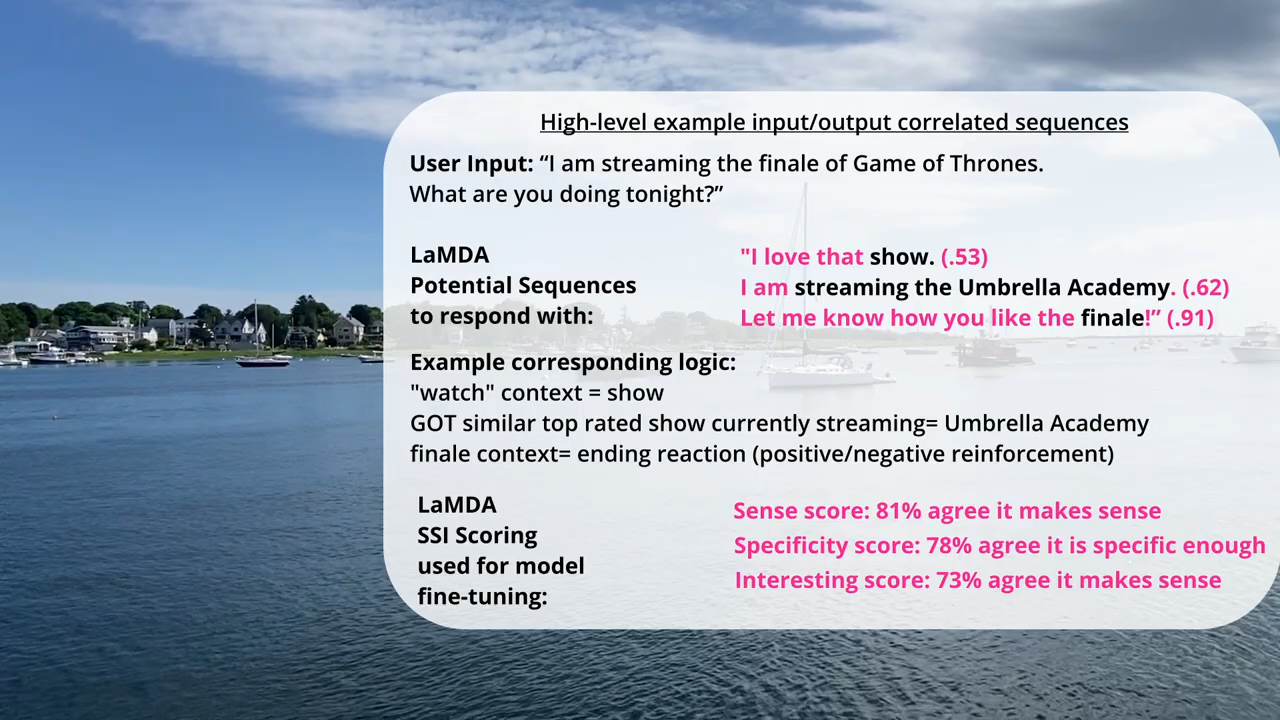 High-level example input/output correlated sequences
User Input: “I am streaming the finale of Game of Thrones.
What are you doing tonight?”
LaMDA
Potential Sequences
to respond with:
"I love that show. (.53)
I am streaming the Umbrella Academy. (.62)
Let me know how you like the finale!” (.91)
Example corresponding logic:
"watch" context = show
GOT similar top rated show currently streaming= Umbrella Academy
finale context= ending reaction (positive/negative reinforcement)
LaMDA
SSI Scoring
used for model
fine-tuning:
Sense score: 81% agree it makes sense
Specificity score: 78% agree it is specific enough
Interesting score: 73% agree it makes sense